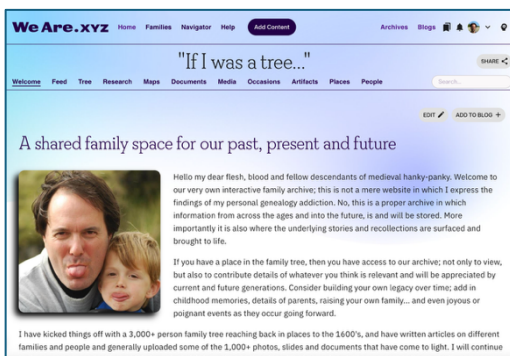 WeAre.xyz Home Families Navigator Help Add Content Archives Blogs
"If I was a tree..."
SHARE
Welcome Feed Tree Research Maps Documents Media Occasions Artifacts Places People Search...
EDIT ADD TO BLOG +
A shared family space for our past, present and future
Hello my dear flesh, blood and fellow descendants of medieval hanky-panky. Welcome to
our very own interactive family archive; this is not a mere website in which I express the
findings of my personal genealogy addiction. No, this is a proper archive in which
information from across the ages and into the future, is and will be stored. More
importantly it is also where the underlying stories and recollections are surfaced and
brought to life.
If you have a place in the family tree, then you have access to our archive; not only to view,
but also to contribute details of whatever you think is relevant and will be appreciated by
current and future generations. Consider building your own legacy over time; add in
childhood memories, details of parents, raising your own family... and even joyous or
poignant events as they occur going forward.
I have kicked things off with a 3,000+ person family tree reaching back in places to the 1600's, and have written articles on different
families and people and generally uploaded some of the 1,000+ photos, slides and documents that have come to light. I will continue